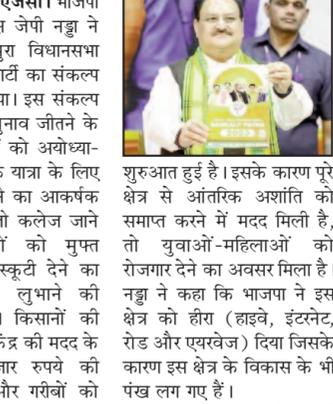 एजेंसी। भाजपा
जेपी नड्डा ने
विधानसभा
का संकल्प
इस संकल्प
चुनाव जीतने के
को अयोध्या-
यात्रा के लिए
का आकर्षक
कलेज जाने
को मुफ्त
स्कूटी देने का
लुभाने की
किसानों की
केंद्र की मदद के
रुपये की
और गरीबों को
2023
शुरुआत हुई है। इसके कारण पूरे
क्षेत्र से आंतरिक अशांति को
समाप्त करने में मदद मिली है,
तो युवाओं-महिलाओं को
रोजगार देने का अवसर मिला है।
नड्डा ने कहा कि भाजपा ने इस
क्षेत्र को हीरा (हाइवे, इंटरनेट,
रोड और एयरवेज) दिया जिसके
कारण इस क्षेत्र के विकास के भी
पंख लग गए हैं।